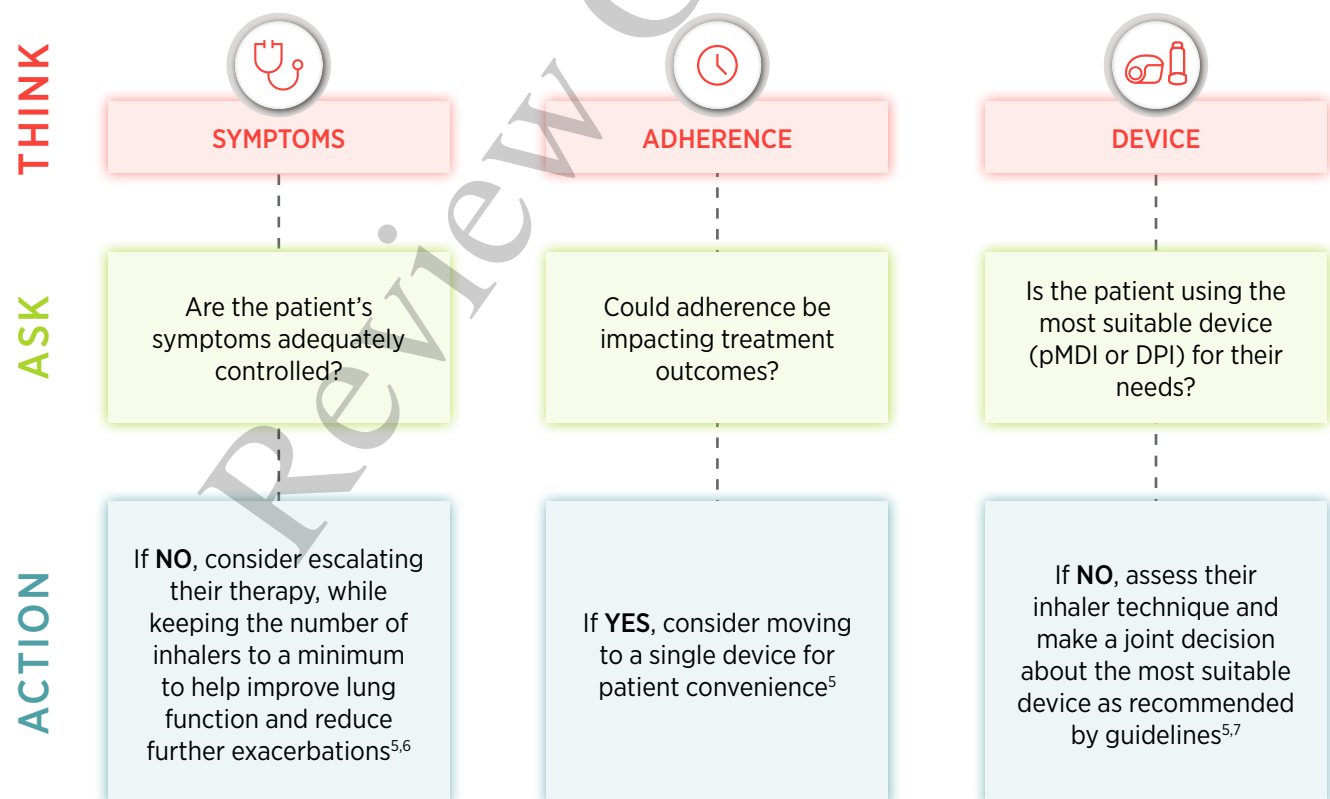 THINK
SYMPTOMS
ADHERENCE
DEVICE
ASK
Are the patient's
symptoms adequately
controlled?
Could adherence be
impacting treatment
outcomes?
Is the patient using the
most suitable device
(pMDI or DPI) for their
needs?
ACTION
If NO, consider escalating
their therapy, while
keeping the number of
inhalers to a minimum
to help improve lung
function and reduce
further exacerbations5,6
If YES, consider moving
to a single device for
patient convenience5
If NO, assess their
inhaler technique and
make a joint decision
about the most suitable
device as recommended
by guidelines5,7
Review